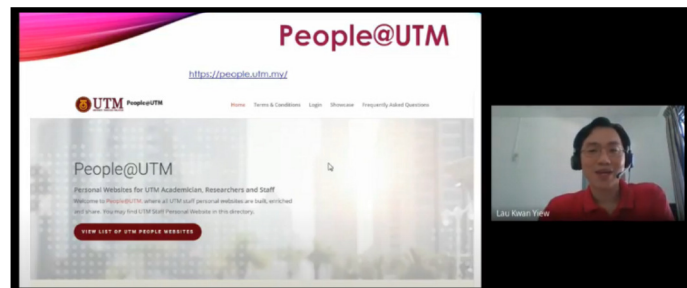 People@UTM
https://people.utm.my/
UTM People@UTM
Home Terms & Conditions Login Showcase Frequently Asked Questions
People@UTM
Personal Websites for UTM Academician, Researchers and Staff
Welcome to People@UTM, where all UTM staff personal websites are built, enriched
and share. You may find UTM Staff Personal Website in this directory.
VIEW LIST OF UTM PEOPLE WEBSITES
Lau Kwan Yiew